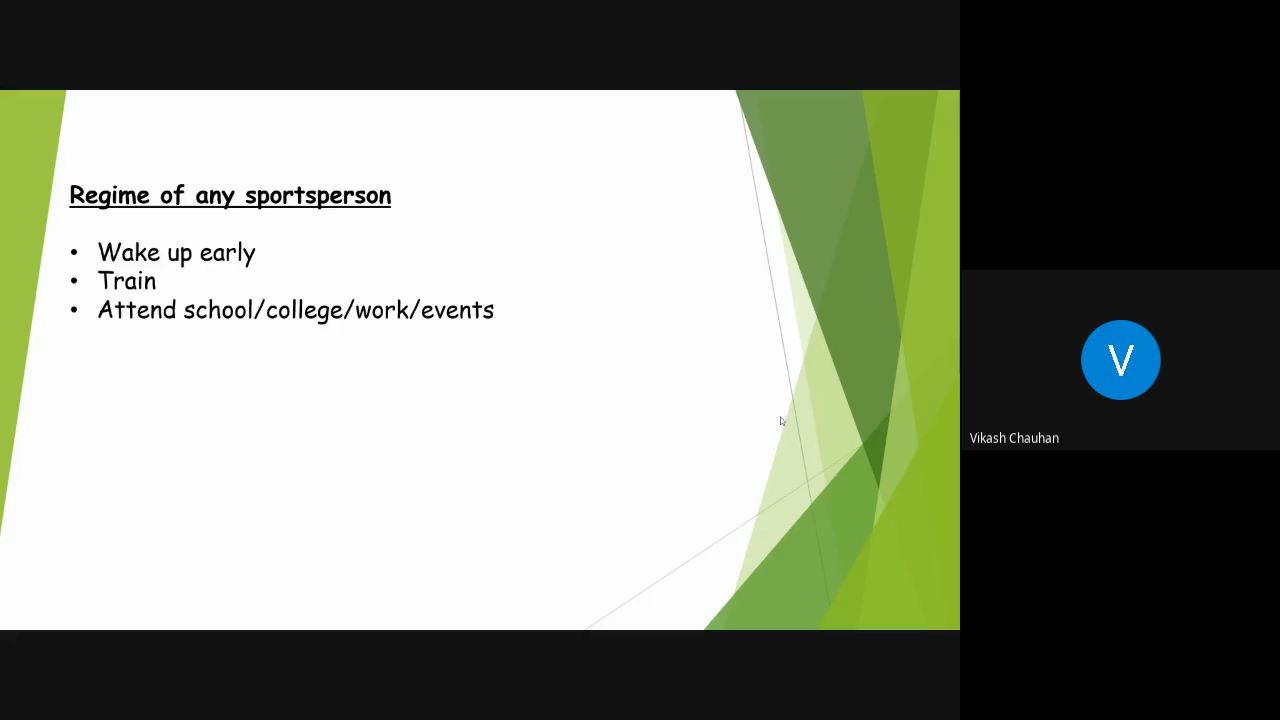 Regime of any sportsperson
• Wake up early
• Train
• Attend school/college/work/events
V
Vikash Chauhan